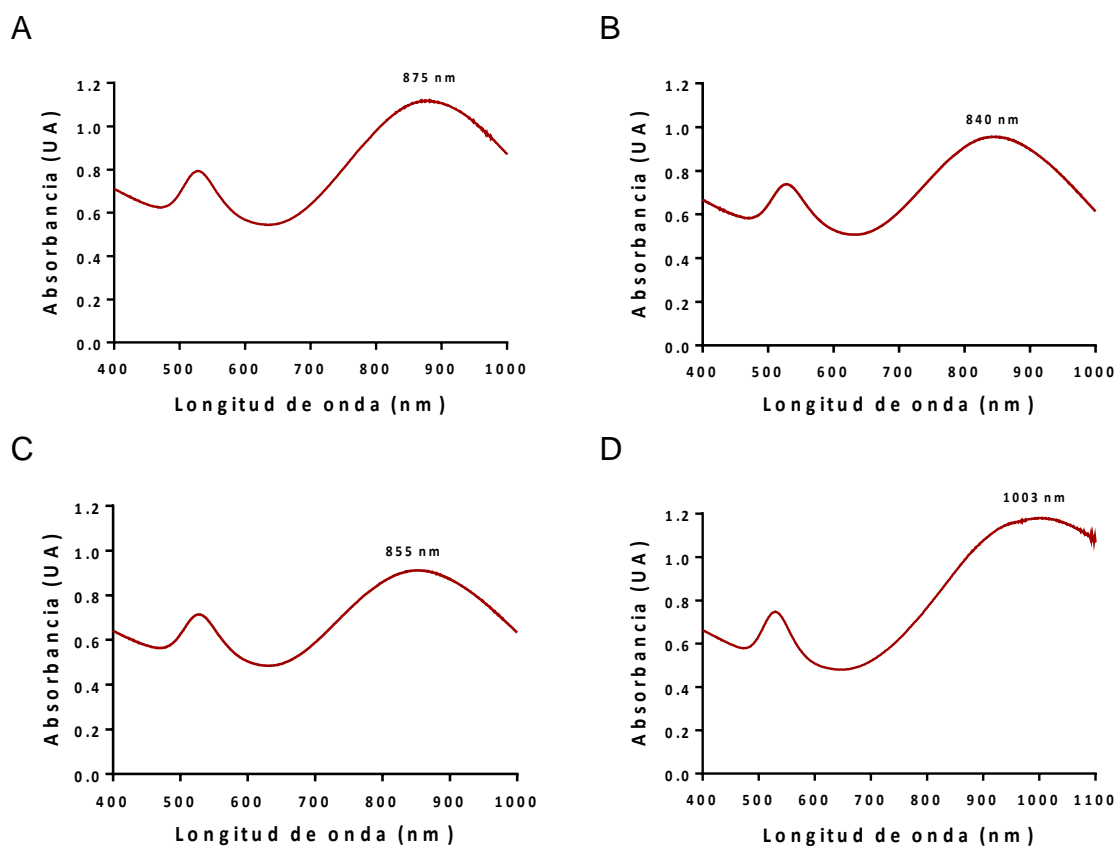 A
875 nm
Absorbancia (UA)
1.2
1.0
0.8
0.6
0.4
0.2
0.0
400 500 600 700 800 900 1000
Longitud de onda (nm)
B
840 nm
Absorbancia (UA)
1.2
1.0
0.8
0.6
0.4
0.2
0.0
400 500 600 700 800 900 1000
Longitud de onda (nm)
C
855 nm
Absorbancia (UA)
1.2
1.0
0.8
0.6
0.4
0.2
0.0
400 500 600 700 800 900 1000
Longitud de onda (nm)
D
1003 nm
Absorbancia (UA)
1.2
1.0
0.8
0.6
0.4
0.2
0.0
400 500 600 700 800 900 1000 1100
Longitud de onda (nm)